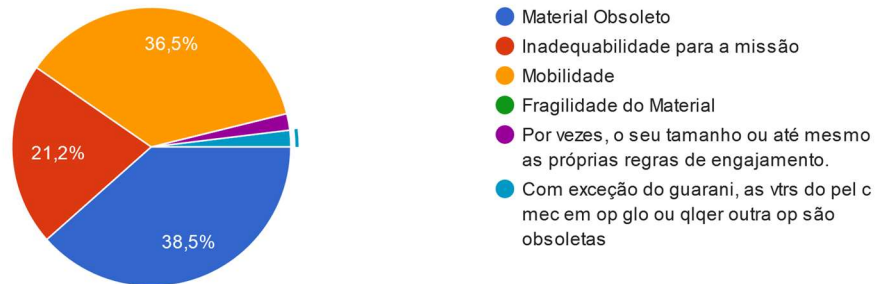 36,5%
21,2%
38,5%
Material Obsoleto
Inadequabilidade para a missão
Mobilidade
Fragilidade do Material
Por vezes, o seu tamanho ou até mesmo
as próprias regras de engajamento.
Com exceção do guarani, as vtrs do pel c
mec em op glo ou qlqer outra op são
obsoletas